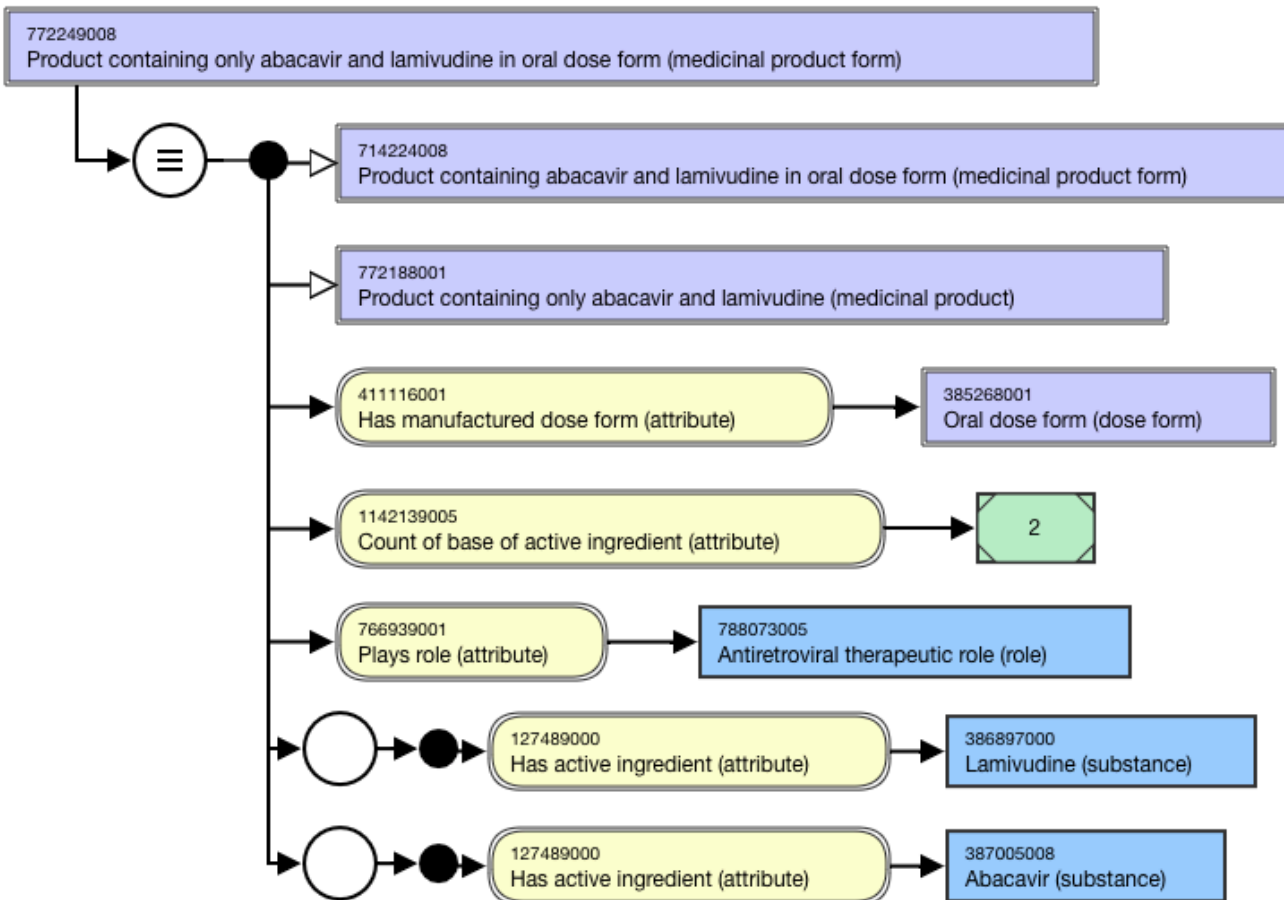 772249008
Product containing only abacavir and lamivudine in oral dose form (medicinal product form)
714224008
Product containing abacavir and lamivudine in oral dose form (medicinal product form)
772188001
Product containing only abacavir and lamivudine (medicinal product)
411116001
Has manufactured dose form (attribute)
385268001
Oral dose form (dose form)
1142139005
Count of base of active ingredient (attribute)
2
766939001
Plays role (attribute)
788073005
Antiretroviral therapeutic role (role)
127489000
Has active ingredient (attribute)
386897000
Lamivudine (substance)
127489000
Has active ingredient (attribute)
387005008
Abacavir (substance)